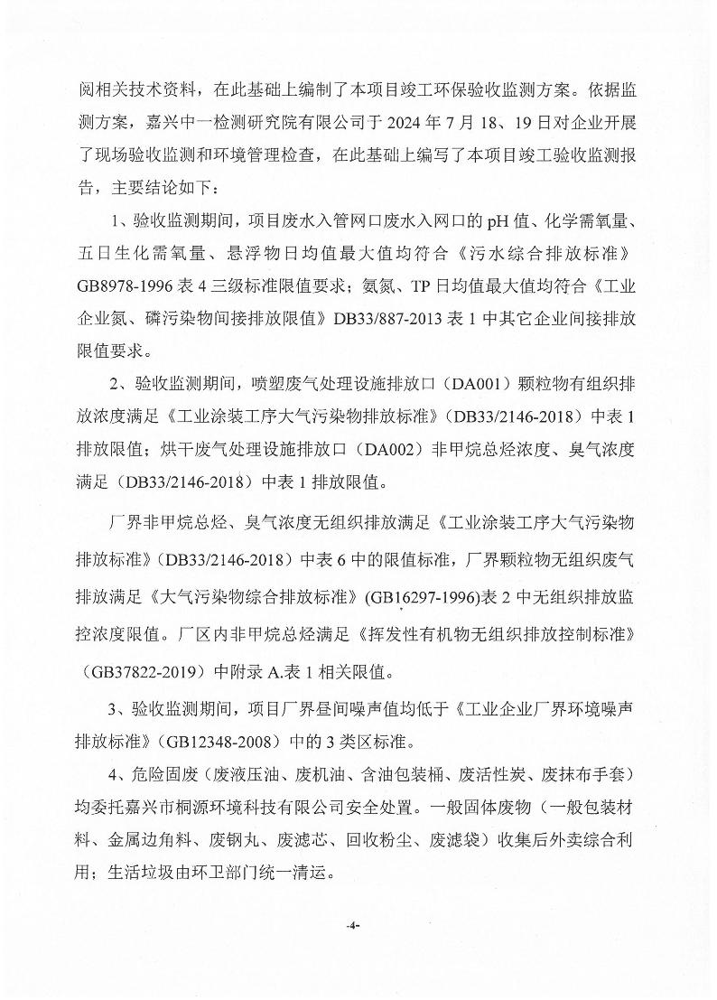 阅相关技术资料，在此基础上编制了本项目竣工环保验收监测方案。依据监
测方案，嘉兴中一检测研究院有限公司于 2024 年 7 月 18、19 日对企业开展
了现场验收监测和环境管理检查，在此基础上编写了本项目竣工验收监测报
告，主要结论如下：
1、验收监测期间，项目废水入管网口废水入网口的 pH 值、化学需氧量、
五日生化需氧量、悬浮物日均值最大值均符合《污水综合排放标准》
GB8978-1996 表 4 三级标准限值要求；氨氮、TP 日均值最大值均符合《工业
企业氮、磷污染物间接排放限值》DB33/887-2013 表 1 中其它企业间接排放
限值要求。
2、验收监测期间，喷塑废气处理设施排放口（DA001）颗粒物有组织排
放浓度满足《工业涂装工序大气污染物排放标准》（DB33/2146-2018）中表 1
排放限值；烘干废气处理设施排放口（DA002）非甲烷总烃浓度、臭气浓度
满足（DB33/2146-2018）中表 1 排放限值。
厂界非甲烷总烃、臭气浓度无组织排放满足《工业涂装工序大气污染物
排放标准》（DB33/2146-2018）中表 6 中的限值标准，厂界颗粒物无组织废气
排放满足《大气污染物综合排放标准》(GB16297-1996)表 2 中无组织排放监
控浓度限值。厂区内非甲烷总烃满足《挥发性有机物无组织排放控制标准》
（GB37822-2019）中附录 A.表 1 相关限值。
3、验收监测期间，项目厂界昼间噪声值均低于《工业企业厂界环境噪声
排放标准》（GB12348-2008）中的 3 类区标准。
4、危险固废（废液压油、废机油、含油包装桶、废活性炭、废抹布手套）
均委托嘉兴市桐源环境科技有限公司安全处置。一般固体废物（一般包装材
料、金属边角料、废钢丸、废滤芯、回收粉尘、废滤袋）收集后外卖综合利
用；生活垃圾由环卫部门统一清运。
-4-